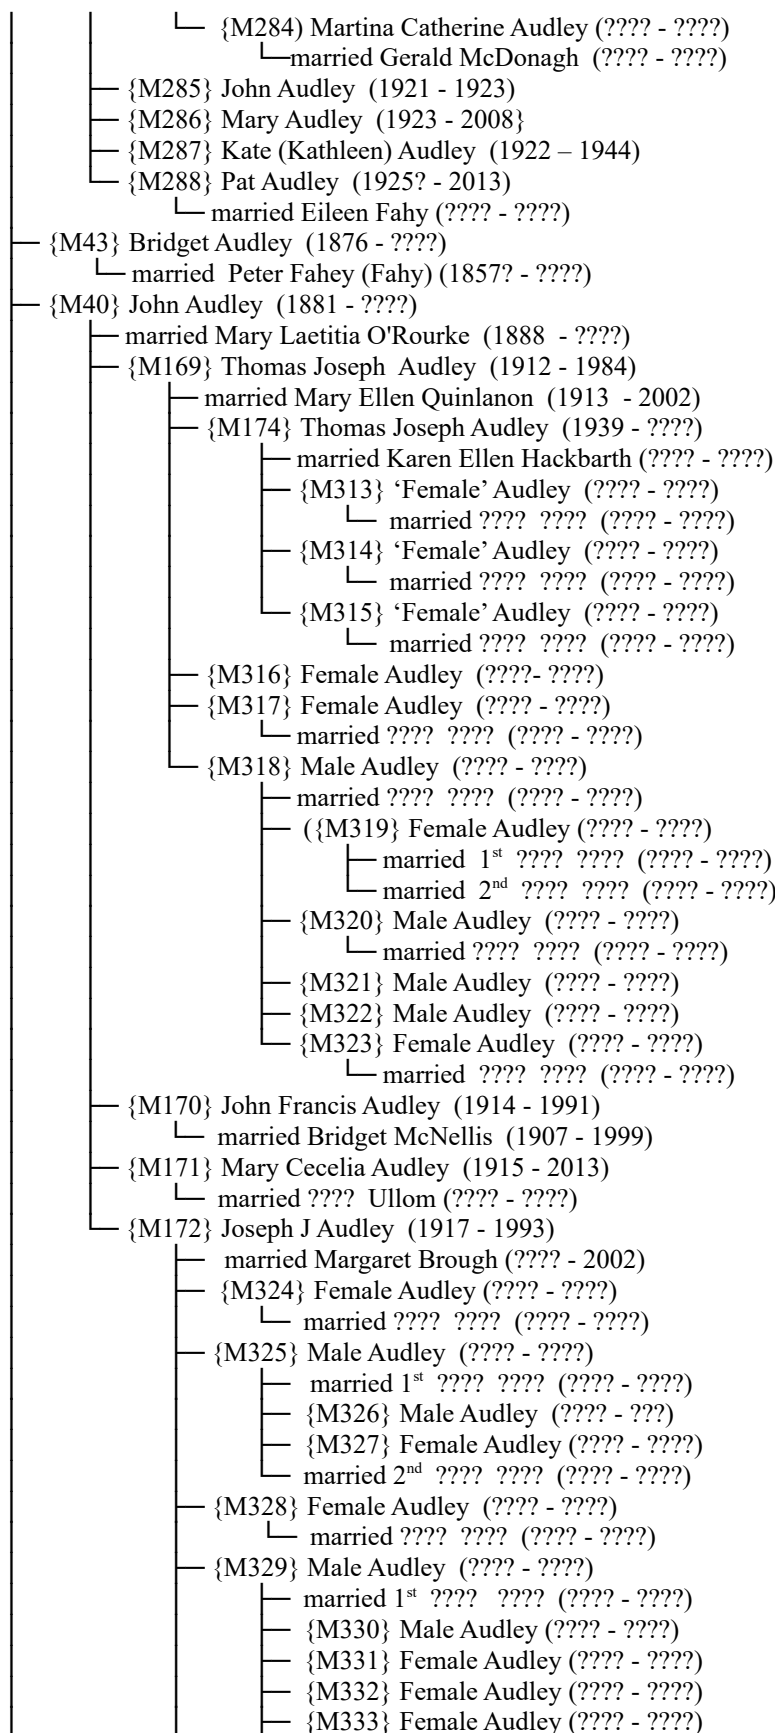 {M284) Martina Catherine Audley (???? - ????)
married Gerald McDonagh (???? - ????)
{M285} John Audley (1921 - 1923)
{M286} Mary Audley (1923 - 2008}
{M287} Kate (Kathleen) Audley (1922 – 1944)
{M288} Pat Audley (1925? - 2013)
married Eileen Fahy (???? - ????)
{M43} Bridget Audley (1876 - ????)
married Peter Fahey (Fahy) (1857? - ????)
{M40} John Audley (1881 - ????)
married Mary Laetitia O'Rourke (1888 - ????)
{M169} Thomas Joseph Audley (1912 - 1984)
married Mary Ellen Quinlanon (1913 - 2002)
{M174} Thomas Joseph Audley (1939 - ????)
married Karen Ellen Hackbarth (???? - ????)
{M313} ‘Female’ Audley (???? - ????)
married ???? ???? (???? - ????)
{M314} ‘Female’ Audley (???? - ????)
married ???? ???? (???? - ????)
{M315} ‘Female’ Audley (???? - ????)
married ???? ???? (???? - ????)
{M316} Female Audley (????- ????)
{M317} Female Audley (???? - ????)
married ???? ???? (???? - ????)
{M318} Male Audley (???? - ????)
married ???? ???? (???? - ????)
({M319} Female Audley (???? - ????)
married 1st ???? ???? (???? - ????)
married 2nd ???? ???? (???? - ????)
{M320} Male Audley (???? - ????)
married ???? ???? (???? - ????)
{M321} Male Audley (???? - ????)
{M322} Male Audley (???? - ????)
{M323} Female Audley (???? - ????)
married ???? ???? (???? - ????)
{M170} John Francis Audley (1914 - 1991)
married Bridget McNellis (1907 - 1999)
{M171} Mary Cecelia Audley (1915 - 2013)
married ???? Ullom (???? - ????)
{M172} Joseph J Audley (1917 - 1993)
married Margaret Brough (???? - 2002)
{M324} Female Audley (???? - ????)
married ???? ???? (???? - ????)
{M325} Male Audley (???? - ????)
married 1st ???? ???? (???? - ????)
{M326} Male Audley (???? - ???)
{M327} Female Audley (???? - ????)
married 2nd ???? ???? (???? - ????)
{M328} Female Audley (???? - ????)
married ???? ???? (???? - ????)
{M329} Male Audley (???? - ????)
married 1st ???? ???? (???? - ????)
{M330} Male Audley (???? - ????)
{M331} Female Audley (???? - ????)
{M332} Female Audley (???? - ????)
{M333} Female Audley (???? - ????)